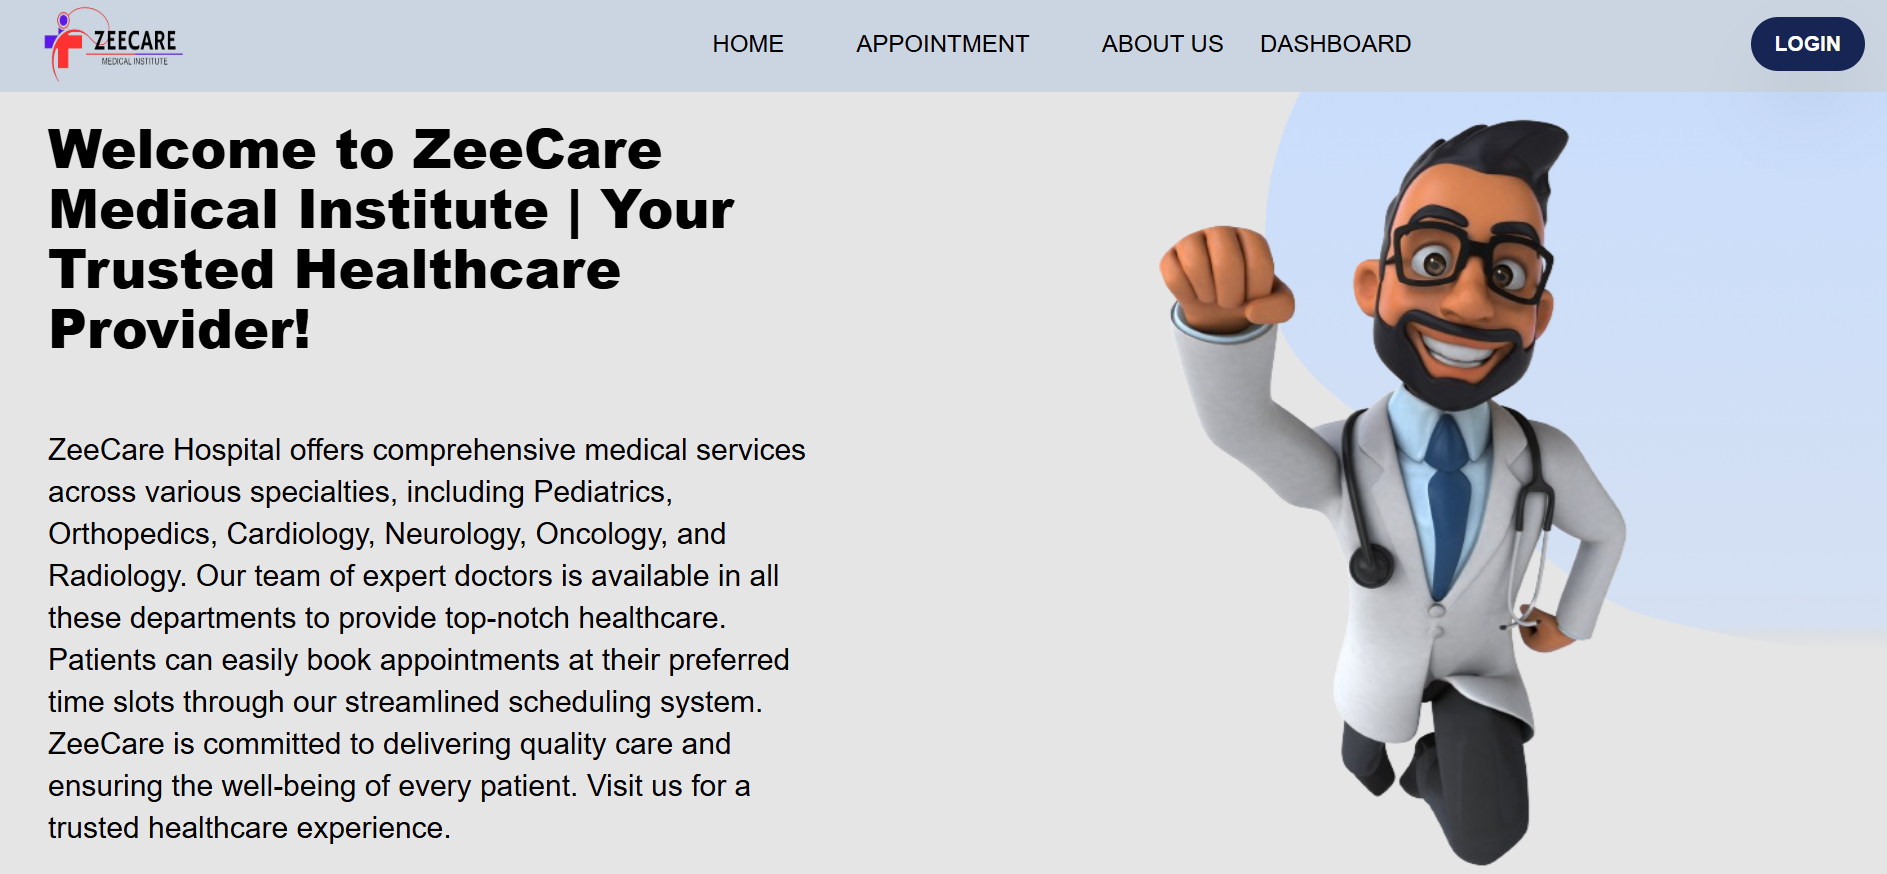 ZEECARE
MEDICAL INSTITUTE
HOME
APPOINTMENT
ABOUT US
DASHBOARD
LOGIN
Welcome to ZeeCare
Medical Institute | Your
Trusted Healthcare
Provider!
ZeeCare Hospital offers comprehensive medical services
across various specialties, including Pediatrics,
Orthopedics, Cardiology, Neurology, Oncology, and
Radiology. Our team of expert doctors is available in all
these departments to provide top-notch healthcare.
Patients can easily book appointments at their preferred
time slots through our streamlined scheduling system.
ZeeCare is committed to delivering quality care and
ensuring the well-being of every patient. Visit us for a
trusted healthcare experience.